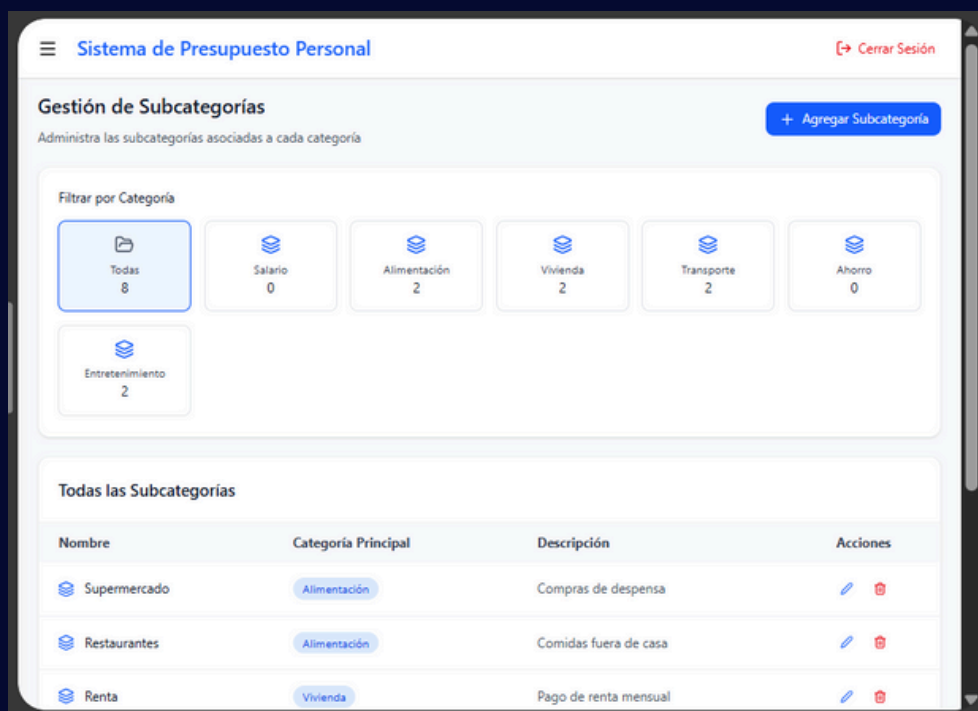 Sistema de Presupuesto Personal
Cerrar Sesión
Gestión de Subcategorías
Agregar Subcategoría
Administra las subcategorías asociadas a cada categoría
Filtrar por Categoría
Todas
8
Salario
0
Alimentación
2
Vivienda
2
Transporte
2
Ahorro
0
Entretenimiento
2
Todas las Subcategorías
Nombre Categoría Principal Descripción Acciones
Supermercado Alimentación Compras de despensa
Restaurantes Alimentación Comidas fuera de casa
Renta Vivienda Pago de renta mensual